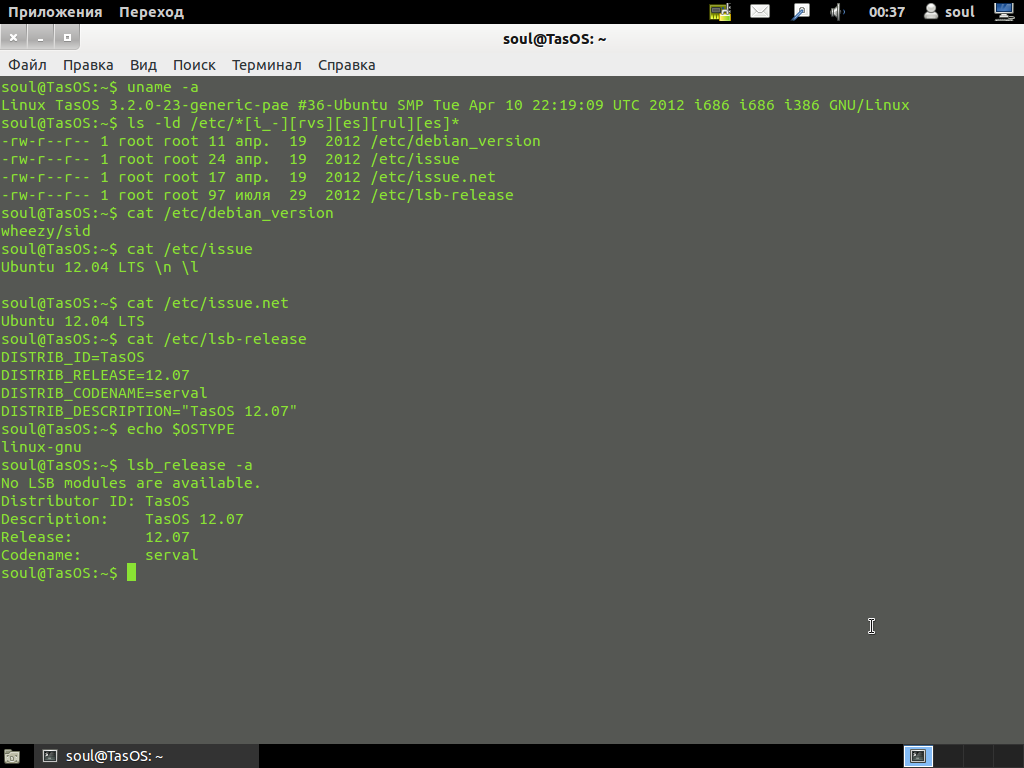 Приложения Переход 00:37 soul
soul@TasOS: ~
Файл Правка Вид Поиск Терминал Справка
soul@TasOS:~$ uname -a
Linux TasOS 3.2.0-23-generic-pae #36-Ubuntu SMP Tue Apr 10 22:19:09 UTC 2012 i686 i686 i386 GNU/Linux
soul@TasOS:~$ ls -ld /etc/*[i_-][rvs][es][rul][es]*
-rw-r--r-- 1 root root 11 апр.  19  2012 /etc/debian_version
-rw-r--r-- 1 root root 24 апр.  19  2012 /etc/issue
-rw-r--r-- 1 root root 17 апр.  19  2012 /etc/issue.net
-rw-r--r-- 1 root root 97 июля  29  2012 /etc/lsb-release
soul@TasOS:~$ cat /etc/debian_version
wheezy/sid
soul@TasOS:~$ cat /etc/issue
Ubuntu 12.04 LTS \n \l
soul@TasOS:~$ cat /etc/issue.net
Ubuntu 12.04 LTS
soul@TasOS:~$ cat /etc/lsb-release
DISTRIB_ID=TasOS
DISTRIB_RELEASE=12.07
DISTRIB_CODENAME=serval
DISTRIB_DESCRIPTION="TasOS 12.07"
soul@TasOS:~$ echo $OSTYPE
linux-gnu
soul@TasOS:~$ lsb_release -a
No LSB modules are available.
Distributor ID: TasOS
Description:    TasOS 12.07
Release:        12.07
Codename:       serval
soul@TasOS:~$
soul@TasOS: ~